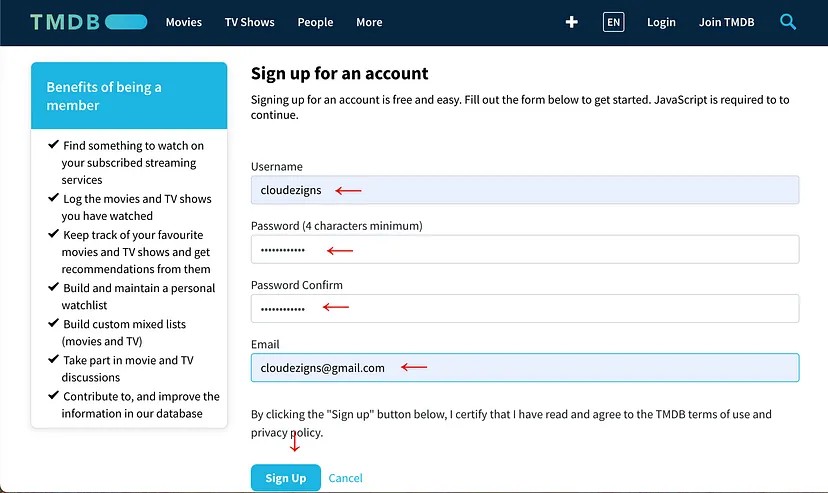 TMDB Movies TV Shows People More + EN Login Join TMDB
Benefits of being a
member
✓ Find something to watch on
your subscribed streaming
services
✓ Log the movies and TV shows
you have watched
✓ Keep track of your favourite
movies and TV shows and get
recommendations from them
✓ Build and maintain a personal
watchlist
✓ Build custom mixed lists
(movies and TV)
✓ Take part in movie and TV
discussions
✓ Contribute to, and improve the
information in our database
Sign up for an account
Signing up for an account is free and easy. Fill out the form below to get started. JavaScript is required to to
continue.
Username
cloudezigns
Password (4 characters minimum)
••••••••••••
Password Confirm
••••••••••••
Email
cloudezigns@gmail.com
By clicking the "Sign up" button below, I certify that I have read and agree to the TMDB terms of use and
privacy policy.
Sign Up Cancel